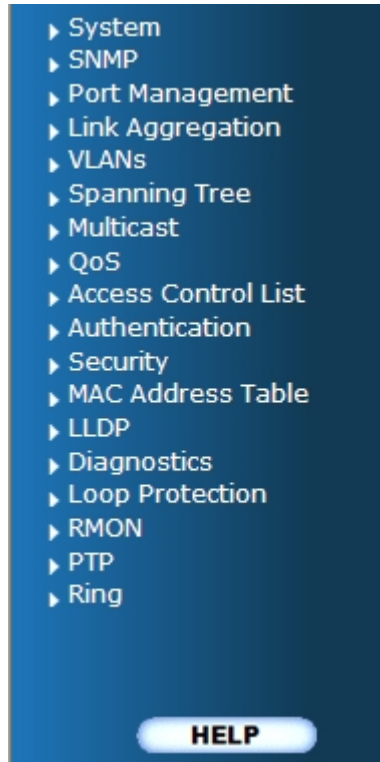 System
SNMP
Port Management
Link Aggregation
VLANs
Spanning Tree
Multicast
QoS
Access Control List
Authentication
Security
MAC Address Table
LLDP
Diagnostics
Loop Protection
RMON
PTP
Ring
HELP